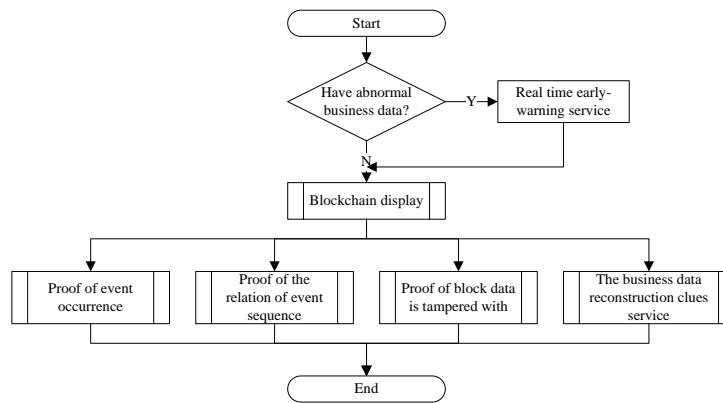 Start
Have abnormal
business data?
Y
Real time early-
warning service
N
Blockchain display
Proof of event
occurrence
Proof of the
relation of event
sequence
Proof of block data
is tampered with
The business data
reconstruction clues
service
End